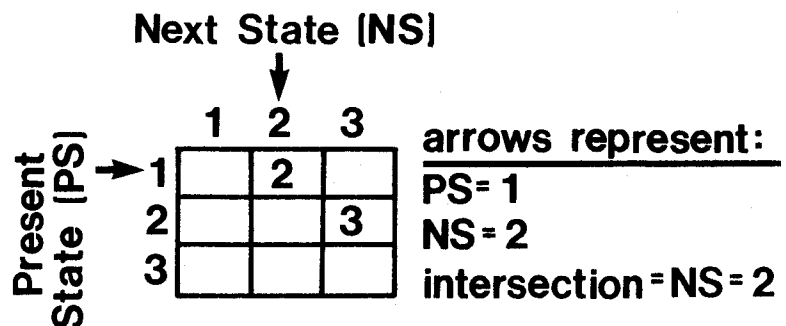 Next State (NS)
1 2 3
Present
State (PS)
1 2
2 3
3
arrows represent:
PS=1
NS=2
intersection=NS=2